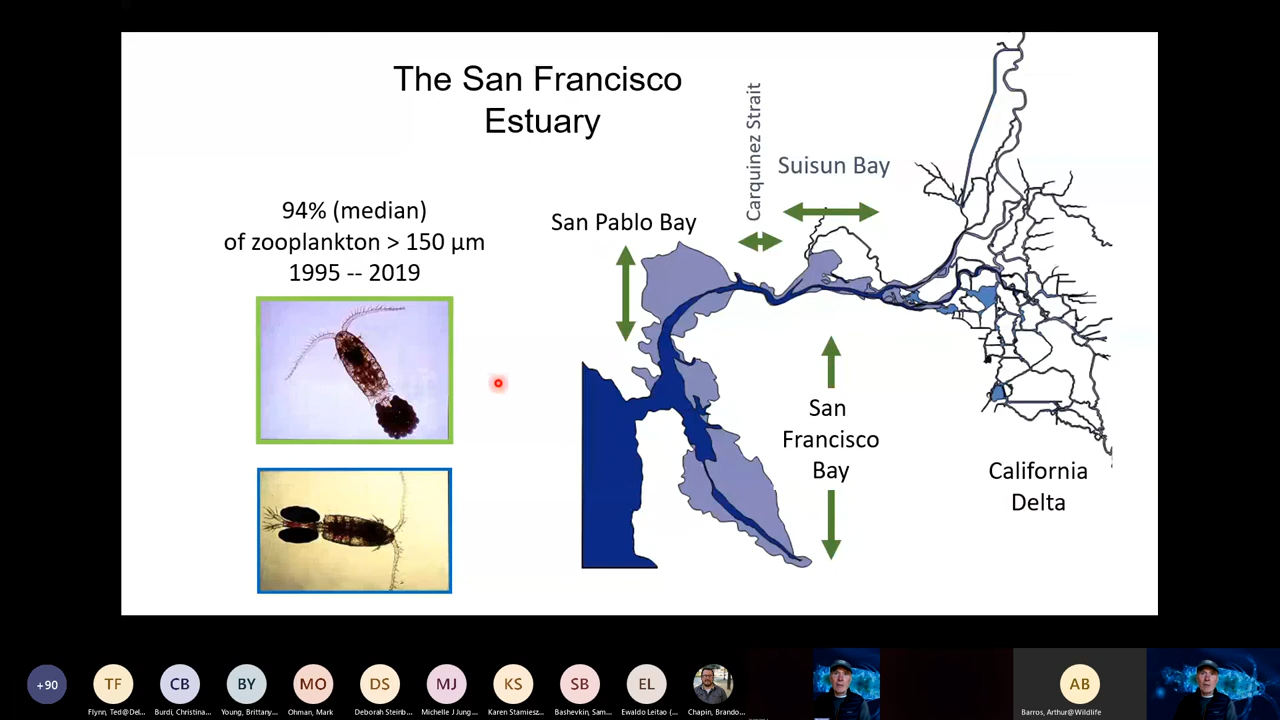 The San Francisco
Estuary
94% (median)
of zooplankton > 150 µm
1995 -- 2019
San Pablo Bay
Carquinez Strait
Suisun Bay
San
Francisco
Bay
California
Delta
+90
TF
CB
BY
MO
DS
MJ
KS
SB
EL
AB
Flynn, Ted@Del...
Burdi, Christina...
Young, Brittany...
Ohman, Mark
Deborah Steinb...
Michelle J Jung...
Karen Stamiesz...
Bashevkin, Sam...
Ewaldo Leitao (...
Chapin, Brando...
Barros, Arthur@Wildlife